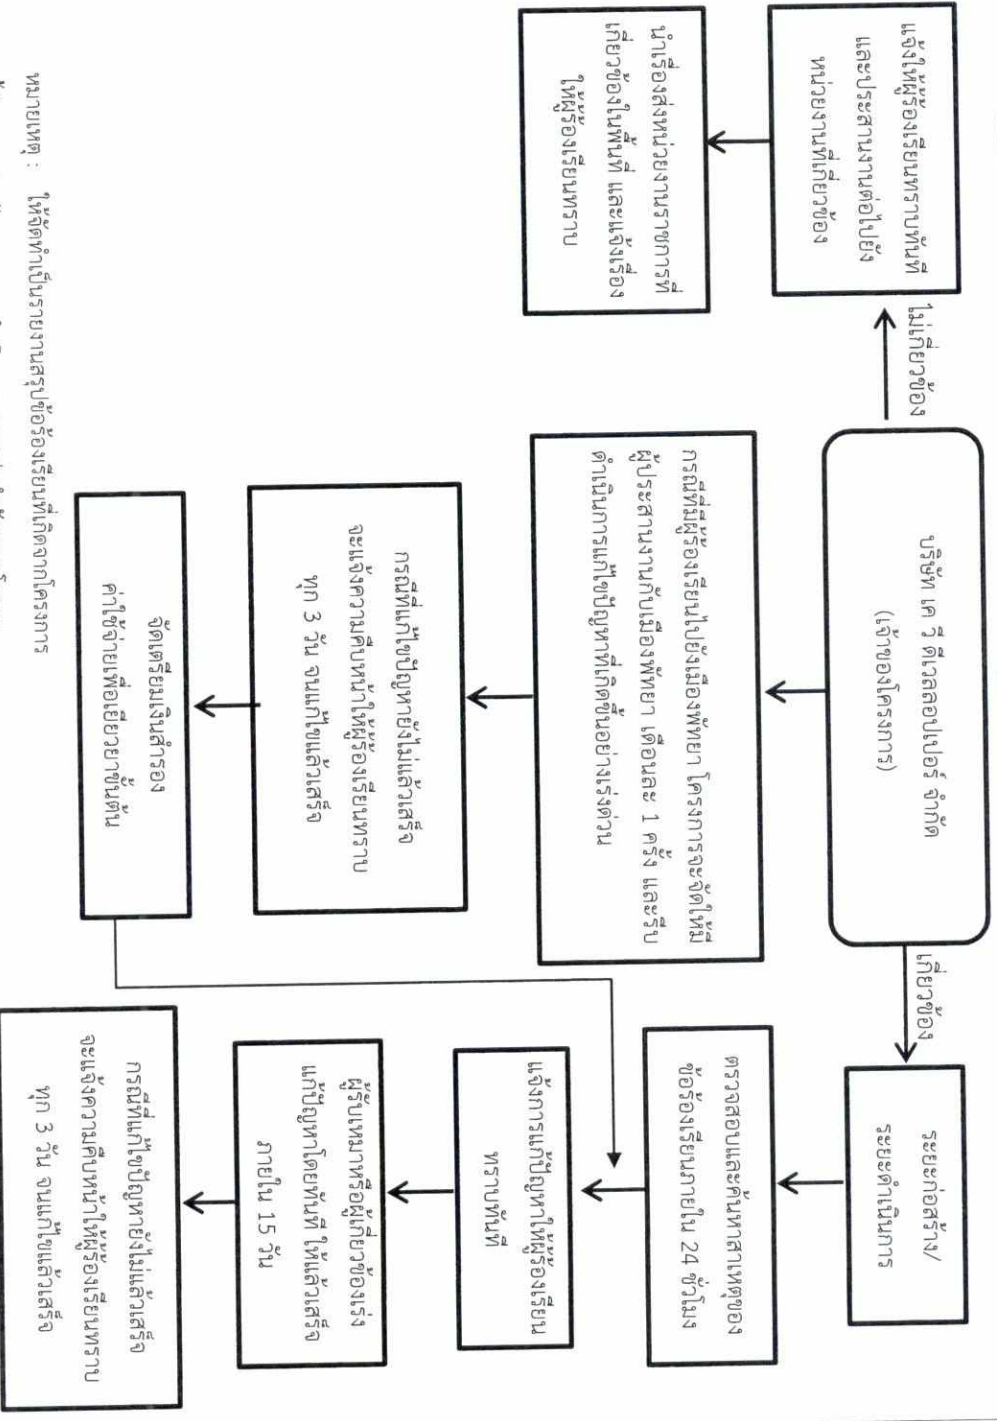 บริษัท เค วี ดีเวลลอปเปอร์ จำกัด
(เจ้าของโครงการ)
ไม่เกี่ยวข้อง
เกี่ยวข้อง
แจ้งให้ผู้ร้องเรียนทราบทันที
และประสานงานต่อไปยัง
หน่วยงานที่เกี่ยวข้อง
นำเรื่องส่งหน่วยงานราชการที่
เกี่ยวข้องในพื้นที่ และแจ้งเรื่อง
ให้ผู้ร้องเรียนทราบ
กรณีที่มีผู้ร้องเรียนไปยังเมืองพัทยา โครงการจะจัดให้มี
ผู้ประสานงานกับเมืองพัทยา เดือนละ 1 ครั้ง และรีบ
ดำเนินการแก้ไขปัญหาที่เกิดขึ้นอย่างเร่งด่วน
กรณีที่แก้ไขปัญหายังไม่แล้วเสร็จ
จะแจ้งความคืบหน้าให้ผู้ร้องเรียนทราบ
ทุก 3 วัน จนแก้ไขแล้วเสร็จ
จัดเตรียมเงินสำรอง
ค่าใช้จ่ายเพื่อเยียวยาขั้นต้น
ระยะก่อสร้าง/
ระยะดำเนินการ
ตรวจสอบและค้นหาสาเหตุของ
ข้อร้องเรียนภายใน 24 ชั่วโมง
แจ้งการแก้ปัญหาให้ผู้ร้องเรียน
ทราบทันที
ผู้รับเหมาหรือผู้เกี่ยวข้องเร่ง
แก้ปัญหาโดยทันที ให้แล้วเสร็จ
ภายใน 15 วัน
กรณีที่แก้ไขปัญหายังไม่แล้วเสร็จ
จะแจ้งความคืบหน้าให้ผู้ร้องเรียนทราบ
ทุก 3 วัน จนแก้ไขแล้วเสร็จ
หมายเหตุ : ให้จัดทำเป็นรายงานสรุปข้อร้องเรียนที่เกิดจากโครงการ